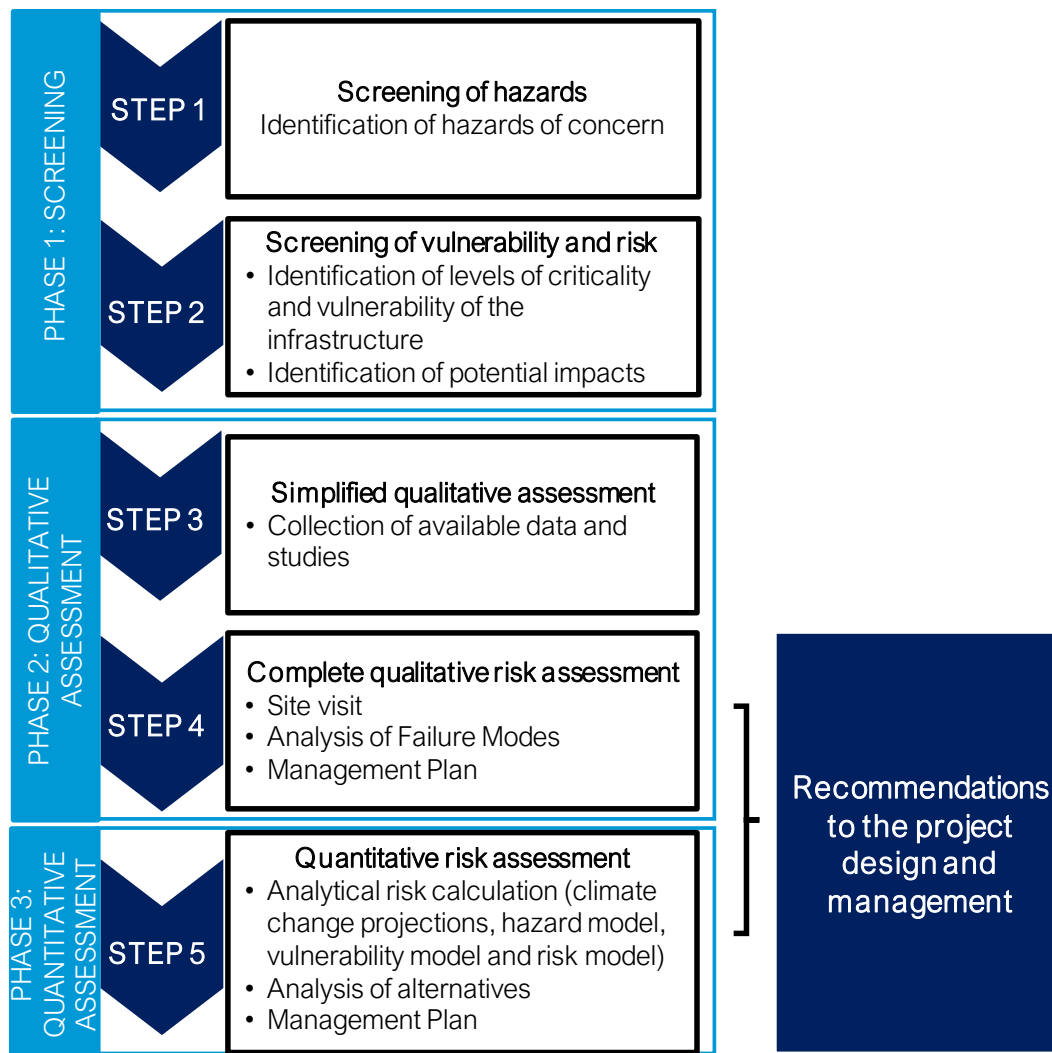 PHASE 1: SCREENING
STEP 1
Screening of hazards
Identification of hazards of concern
STEP 2
Screening of vulnerability and risk
• Identification of levels of criticality
and vulnerability of the
infrastructure
• Identification of potential impacts
PHASE 2: QUALITATIVE
ASSESSMENT
STEP 3
Simplified qualitative assessment
• Collection of available data and
studies
STEP 4
Complete qualitative risk assessment
• Site visit
• Analysis of Failure Modes
• Management Plan
PHASE 3:
QUANTITATIVE
ASSESSMENT
STEP 5
Quantitative risk assessment
• Analytical risk calculation (climate
change projections, hazard model,
vulnerability model and risk model)
• Analysis of alternatives
• Management Plan
Recommendations
to the project
design and
management